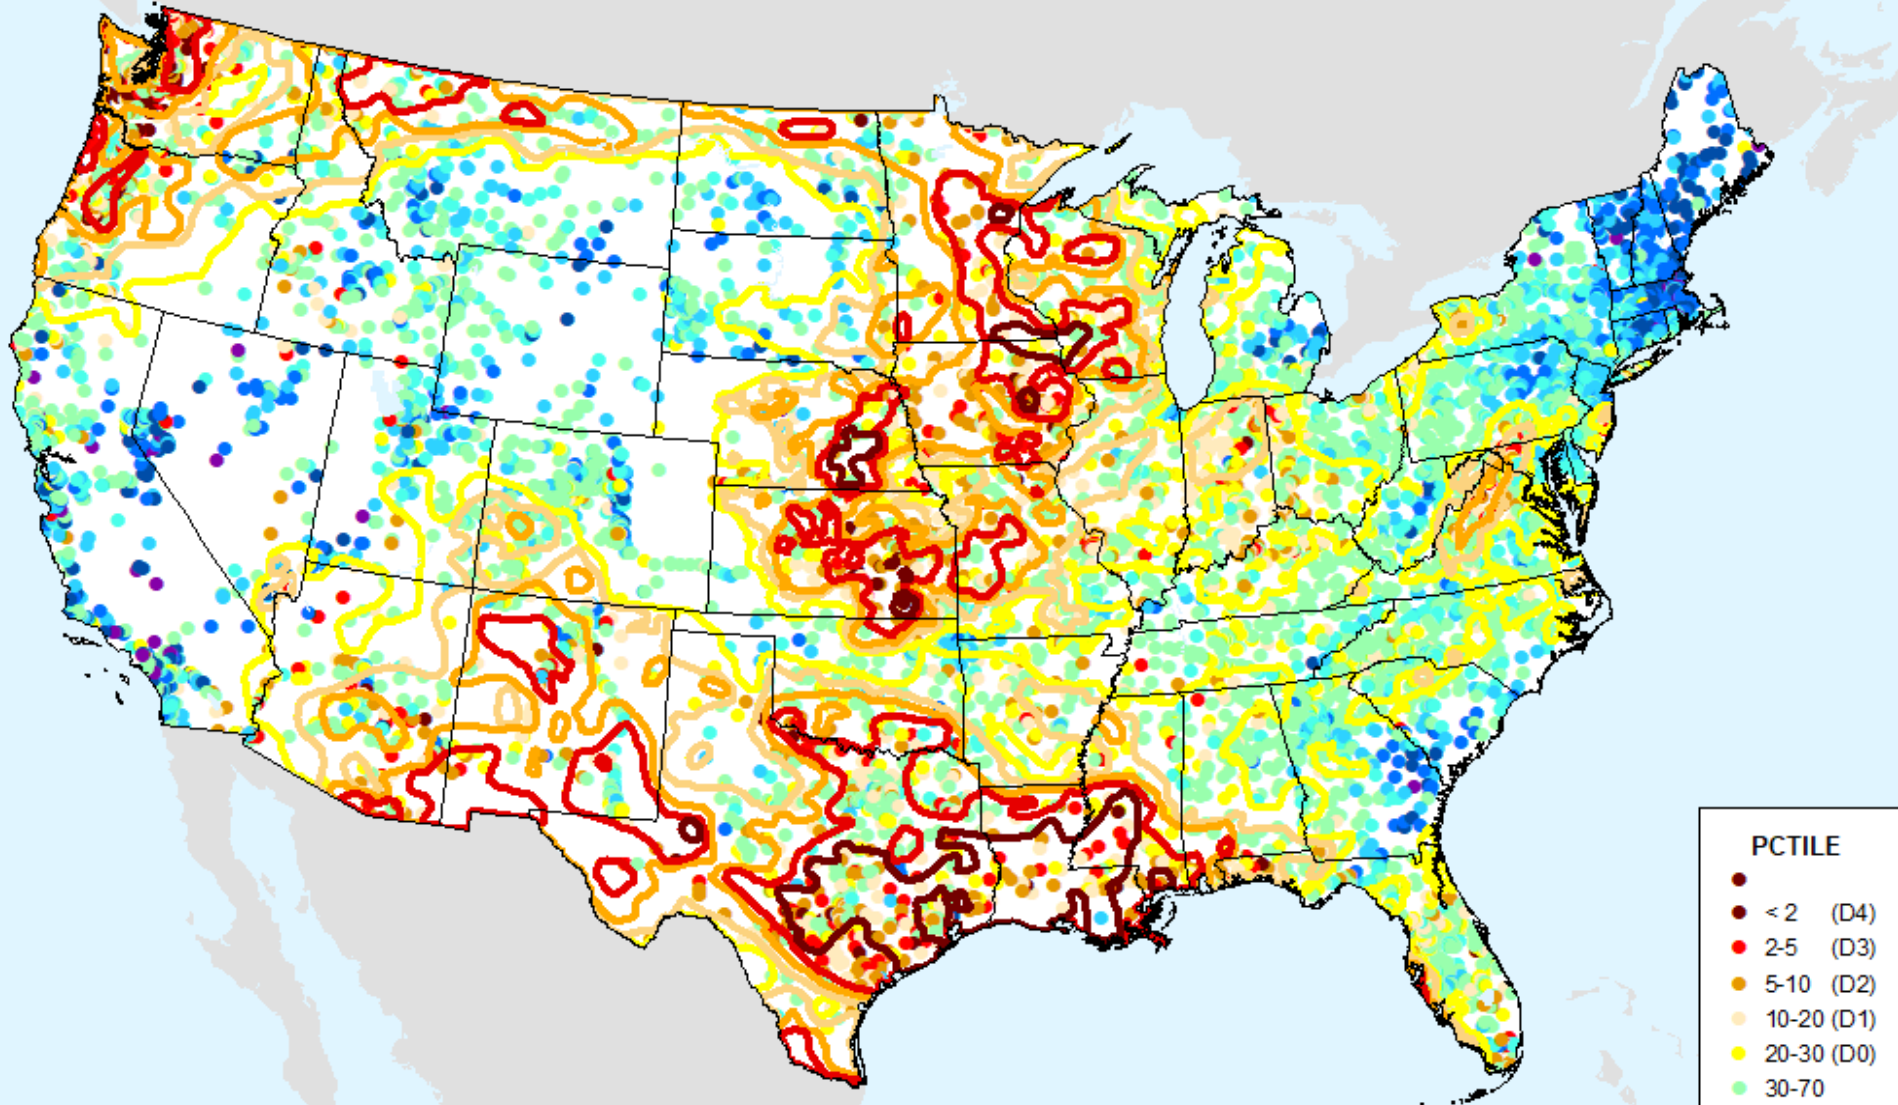 PCTILE
< 2 (D4)
2-5 (D3)
5-10 (D2)
10-20 (D1)
20-30 (D0)
30-70